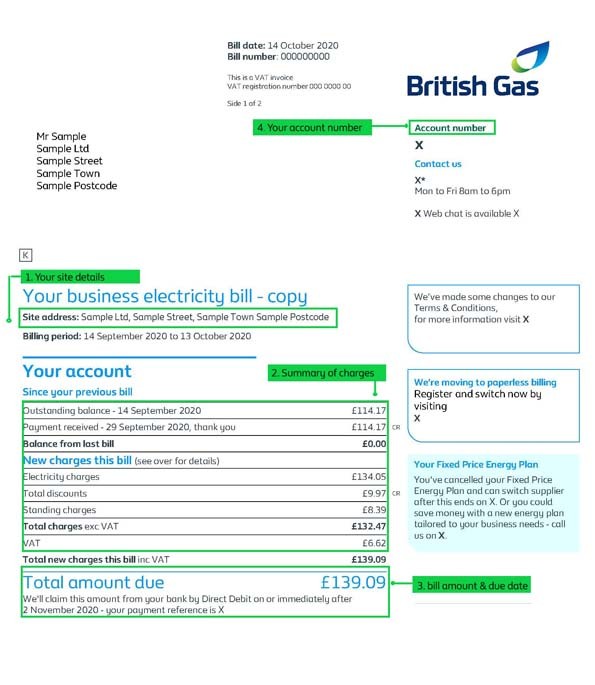 Bill date: 14 October 2020
Bill number: 000000000
This is a VAT invoice
VAT registration number 000 0000 00
Side 1 of 2
British Gas
4. Your account number
Account number
X
Contact us
X*
Mon to Fri 8am to 6pm
X Web chat is available X
Mr Sample
Sample Ltd
Sample Street
Sample Town
Sample Postcode
K
1. Your site details
Your business electricity bill - copy
Site address: Sample Ltd, Sample Street, Sample Town Sample Postcode
Billing period: 14 September 2020 to 13 October 2020
We've made some changes to our
Terms & Conditions,
for more information visit X
Your account
2. Summary of charges
Since your previous bill
Outstanding balance - 14 September 2020 £114.17
Payment received - 29 September 2020, thank you £114.17 CR
Balance from last bill £0.00
New charges this bill (see over for details)
Electricity charges £134.05
Total discounts £9.97 CR
Standing charges £8.39
Total charges exc VAT £132.47
VAT £6.62
Total new charges this bill inc VAT £139.09
Total amount due £139.09
We'll claim this amount from your bank by Direct Debit on or immediately after
2 November 2020 - your payment reference is X
We're moving to paperless billing
Register and switch now by
visiting
X
Your Fixed Price Energy Plan
You've cancelled your Fixed Price
Energy Plan and can switch supplier
after this ends on X. Or you could
save money with a new energy plan
tailored to your business needs - call
us on X.
3. bill amount & due date